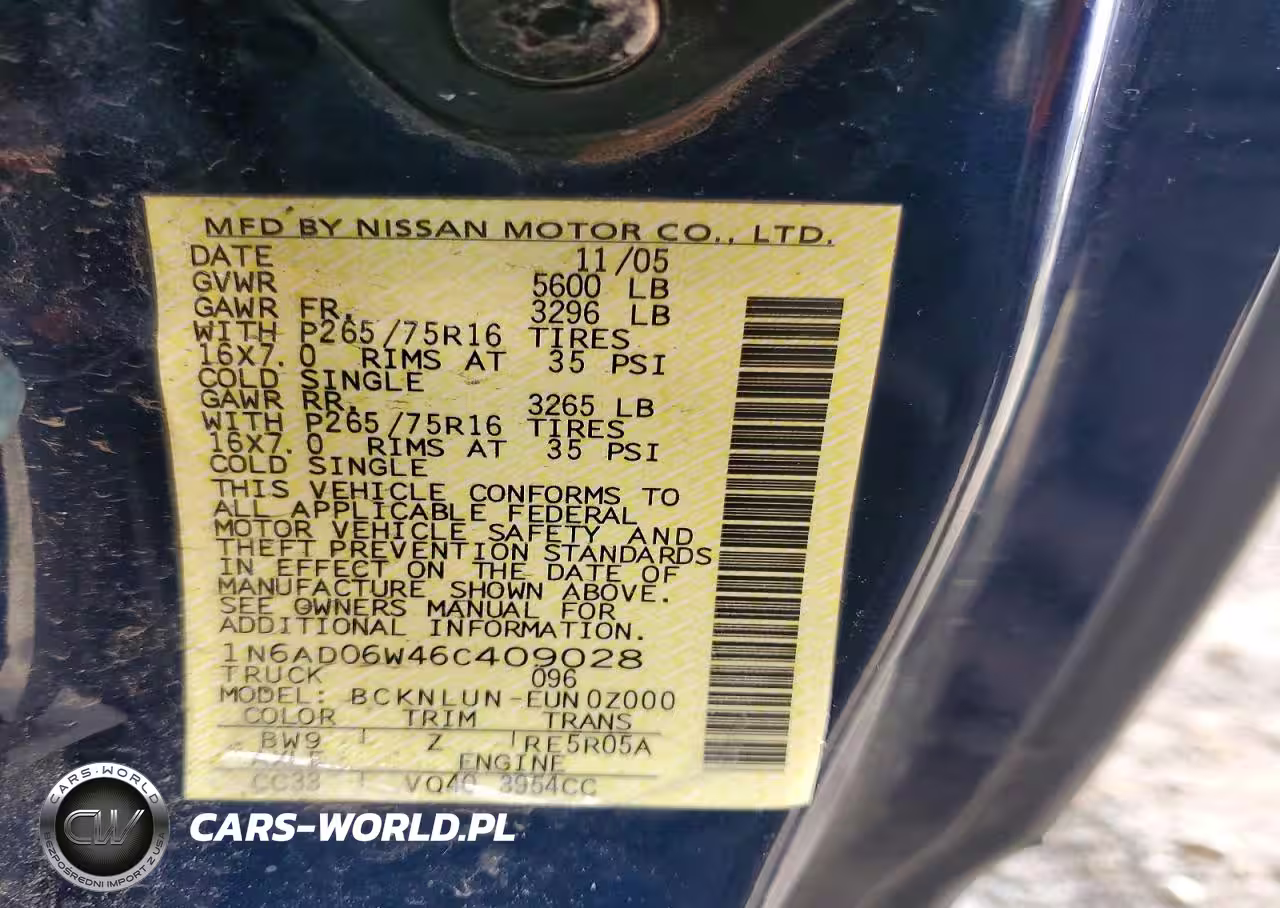 MFD BY NISSAN MOTOR CO., LTD.
DATE 11/05
GVWR 5600 LB
GAWR FR. 3296 LB
WITH P265/75R16 TIRES
16X7.0 RIMS AT 35 PSI
COLD SINGLE
GAWR RR. 3265 LB
WITH P265/75R16 TIRES
16X7.0 RIMS AT 35 PSI
COLD SINGLE
THIS VEHICLE CONFORMS TO
ALL APPLICABLE FEDERAL
MOTOR VEHICLE SAFETY AND
THEFT PREVENTION STANDARDS
IN EFFECT ON THE DATE OF
MANUFACTURE SHOWN ABOVE.
SEE OWNERS MANUAL FOR
ADDITIONAL INFORMATION.
1N6AD06W46C409028
TRUCK 096
MODEL: BCKNLUN-EUN0Z000
COLOR TRIM TRANS
BW9 Z RE5R05A
ENGINE
CC33 VQ40 3954CC
CARS-WORLD
CW
BEZPOŚREDNI IMPORT Z USA
CARS-WORLD.PL